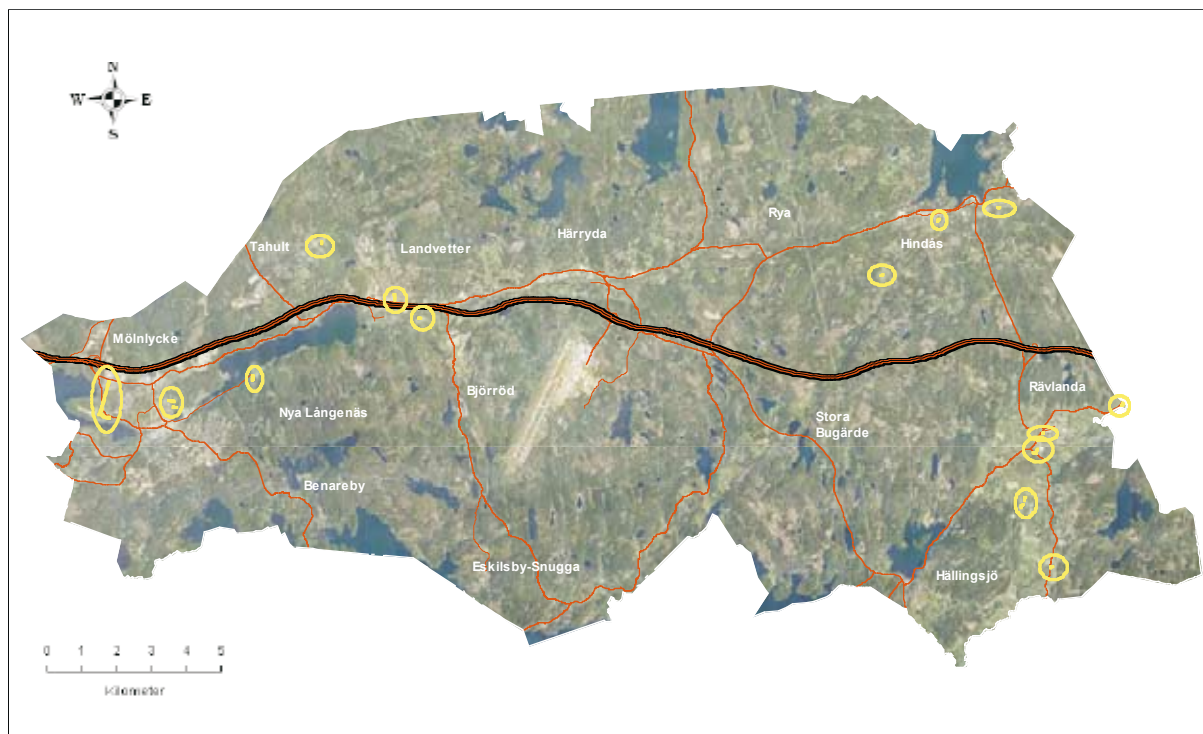 N
W E
S
Rya
Härryda
Hindås
Tahult
Landvetter
Mölnlycke
Rävlanda
Björröd
Nya Långenäs
Stora
Bugärde
Benareby
Eskilsby-Snugga
Hällingsjö
0 1 2 3 4 5
Kilometer